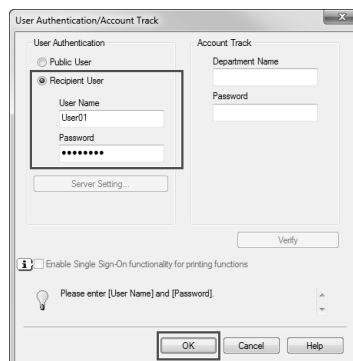 User Authentication/Account Track
User Authentication
Public User
Recipient User
User Name
User01
Password
••••••••
Server Setting...
Account Track
Department Name
Password
Verify
Enable Single Sign-On functionality for printing functions
Please enter [User Name] and [Password].
OK
Cancel
Help